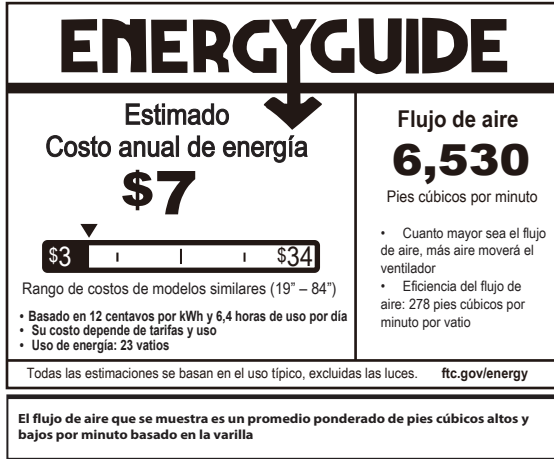 ENERGYGUIDE
Estimado
Costo anual de energía
$7
$3
$34
Rango de costos de modelos similares (19” – 84”)
• Basado en 12 centavos por kWh y 6,4 horas de uso por día
• Su costo depende de tarifas y uso
• Uso de energía: 23 vatios
Flujo de aire
6,530
Pies cúbicos por minuto
• Cuanto mayor sea el flujo
de aire, más aire moverá el
ventilador
• Eficiencia del flujo de
aire: 278 pies cúbicos por
minuto por vatio
Todas las estimaciones se basan en el uso típico, excluidas las luces. ftc.gov/energy
El flujo de aire que se muestra es un promedio ponderado de pies cúbicos altos y
bajos por minuto basado en la varilla